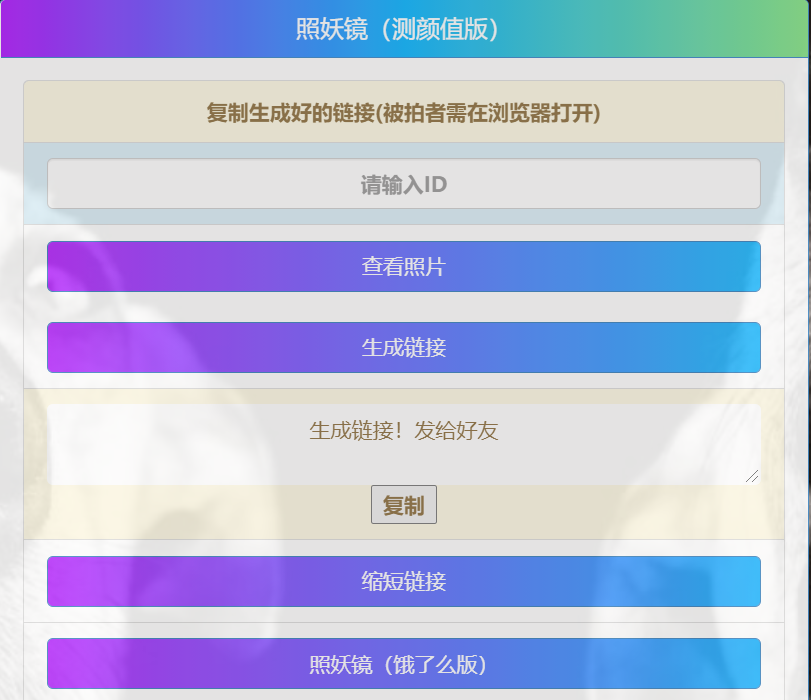 照妖镜（测颜值版）
复制生成好的链接(被拍者需在浏览器打开)
请输入ID
查看照片
生成链接
生成链接！发给好友
复制
缩短链接
照妖镜（饿了么版）